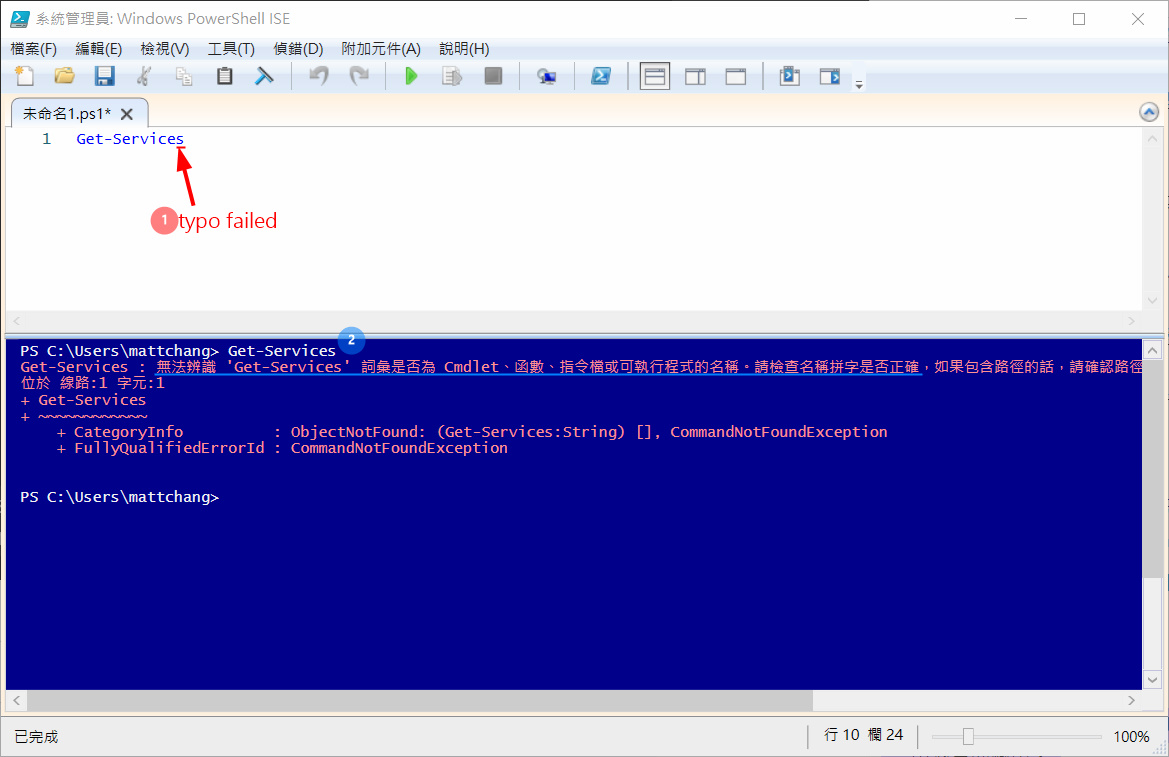 系統管理員: Windows PowerShell ISE
檔案(F) 編輯(E) 檢視(V) 工具(T) 偵錯(D) 附加元件(A) 說明(H)
未命名1.ps1*
1 Get-Services
1 typo failed
2
PS C:\Users\mattchang> Get-Services
Get-Services : 無法辨識 'Get-Services' 詞彙是否為 Cmdlet、函數、指令檔或可執行程式的名稱。請檢查名稱拼字是否正確，如果包含路徑的話，請確認路徑
位於 線路:1 字元:1
+ Get-Services
+ ~~~~~~~~~~~~
+ CategoryInfo : ObjectNotFound: (Get-Services:String) [], CommandNotFoundException
+ FullyQualifiedErrorId : CommandNotFoundException
PS C:\Users\mattchang>
已完成 行 10 欄 24 100%